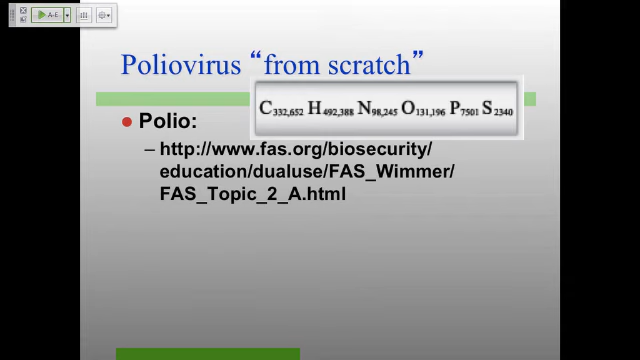 A-E
Poliovirus “from scratch”
C332,652 H492,388 N98,245 O131,196 P7501 S2340
Polio:
– http://www.fas.org/biosecurity/
education/dualuse/FAS_Wimmer/
FAS_Topic_2_A.html